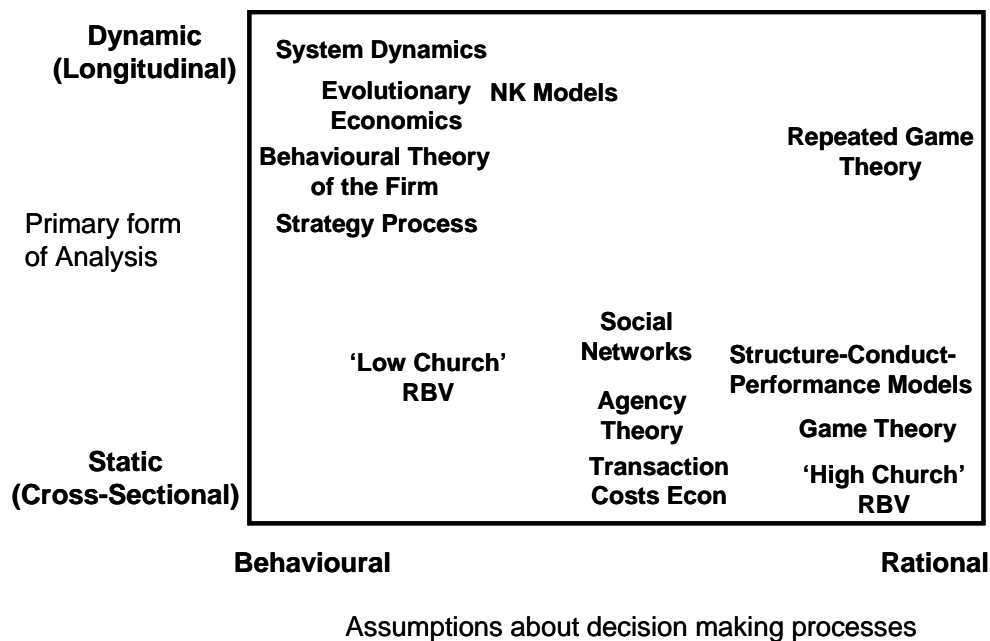 Dynamic
(Longitudinal)
System Dynamics
Evolutionary
Economics
NK Models
Behavioural Theory
of the Firm
Repeated Game
Theory
Primary form
of Analysis
Strategy Process
Social
Networks
'Low Church'
RBV
Structure-Conduct-
Performance Models
Agency
Theory
Game Theory
Static
(Cross-Sectional)
Transaction
Costs Econ
‘High Church’
RBV
Behavioural
Rational
Assumptions about decision making processes